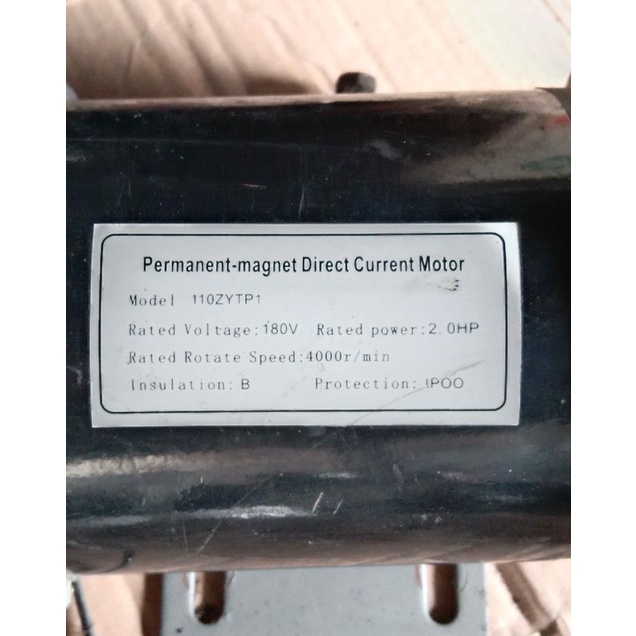 Permanent-magnet Direct Current Motor
Model 110ZYTP1
Rated Voltage:180V Rated power:2.0HP
Rated Rotate Speed:4000r/min
Insulation:B Protection:IP00